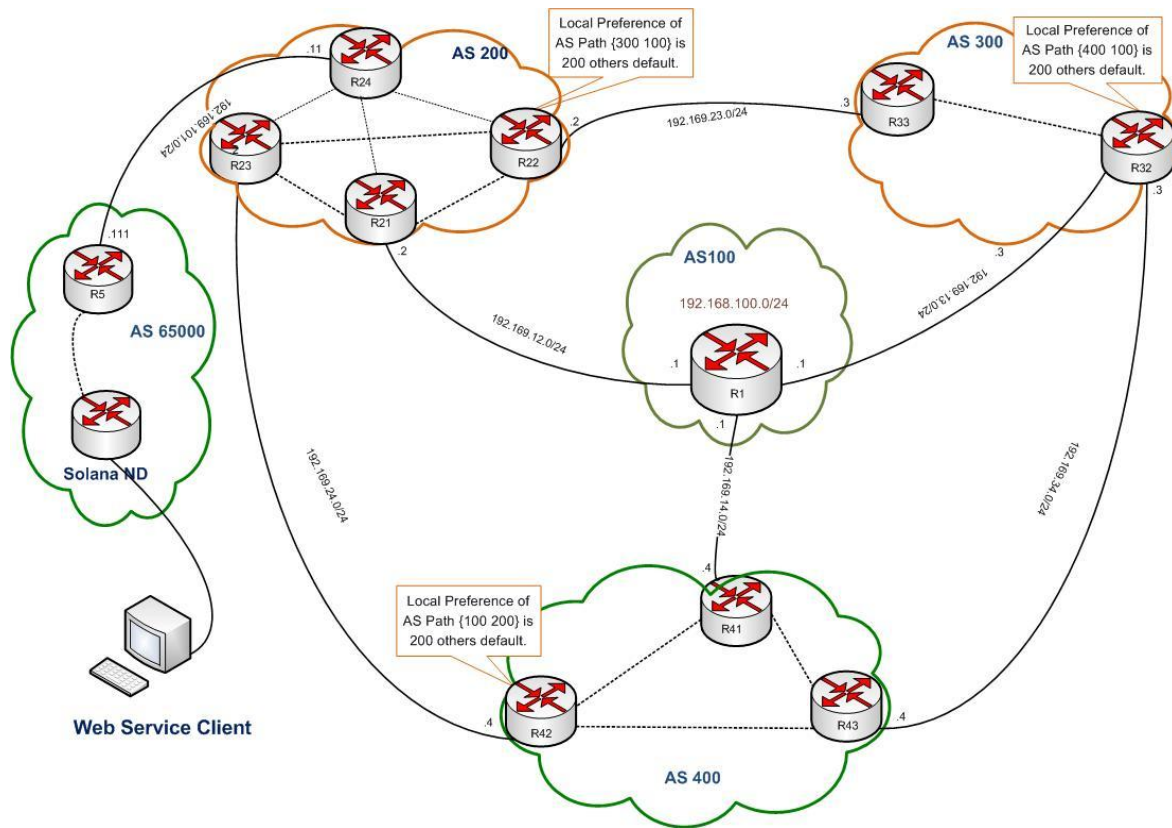 AS 200
Local Preference of
AS Path {300 100} is
200 others default.
AS 300
Local Preference of
AS Path {400 100} is
200 others default.
.11
R24
192.169.101.0/24
R23
2
R22
.2
R21
.2
192.169.23.0/24
.3
R33
R32
.3
.3
.111
R5
AS 65000
Solana ND
AS100
192.168.100.0/24
192.169.12.0/24
.1
.1
R1
.1
192.169.13.0/24
192.169.24.0/24
192.169.14.0/24
192.169.34.0/24
.4
R41
Local Preference of
AS Path {100 200} is
200 others default.
.4
R42
R43
.4
AS 400
Web Service Client